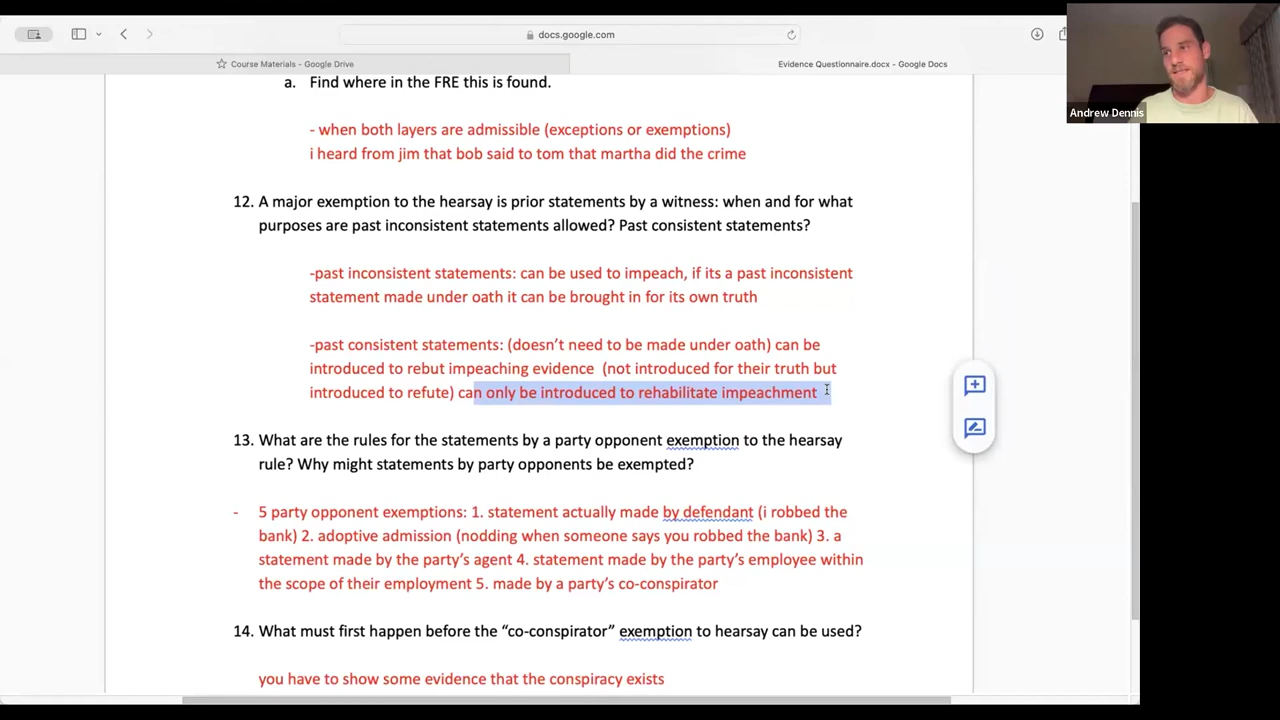 docs.google.com
Course Materials - Google Drive
Evidence Questionnaire.docx - Google Docs
Andrew Dennis
a. Find where in the FRE this is found.
- when both layers are admissible (exceptions or exemptions)
i heard from jim that bob said to tom that martha did the crime
12. A major exemption to the hearsay is prior statements by a witness: when and for what
purposes are past inconsistent statements allowed? Past consistent statements?
-past inconsistent statements: can be used to impeach, if its a past inconsistent
statement made under oath it can be brought in for its own truth
-past consistent statements: (doesn’t need to be made under oath) can be
introduced to rebut impeaching evidence  (not introduced for their truth but
introduced to refute) can only be introduced to rehabilitate impeachment
13. What are the rules for the statements by a party opponent exemption to the hearsay
rule? Why might statements by party opponents be exempted?
- 5 party opponent exemptions: 1. statement actually made by defendant (i robbed the
bank) 2. adoptive admission (nodding when someone says you robbed the bank) 3. a
statement made by the party’s agent 4. statement made by the party’s employee within
the scope of their employment 5. made by a party’s co-conspirator
14. What must first happen before the “co-conspirator” exemption to hearsay can be used?
you have to show some evidence that the conspiracy exists